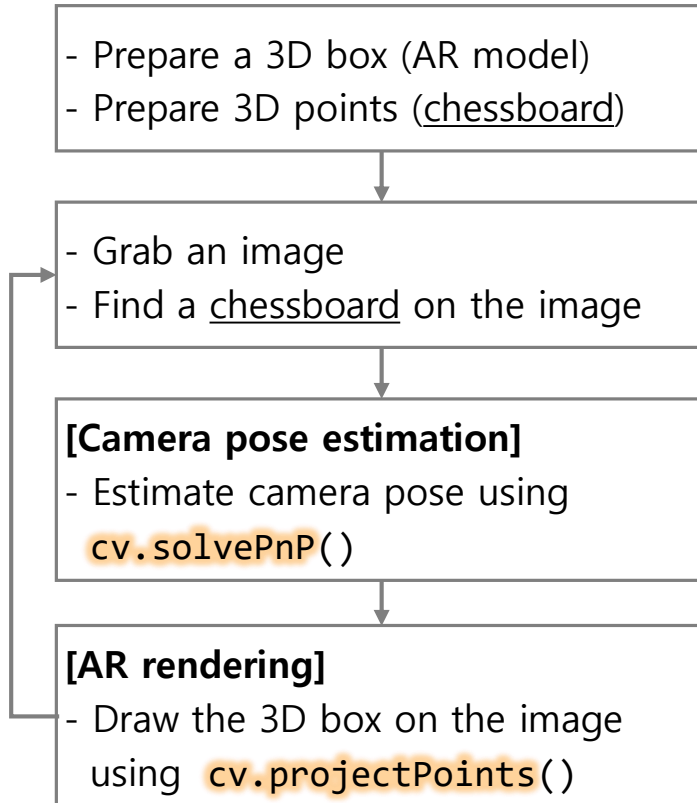 - Prepare a 3D box (AR model)
- Prepare 3D points (chessboard)
- Grab an image
- Find a chessboard on the image
[Camera pose estimation]
- Estimate camera pose using
cv.solvePnP()
[AR rendering]
- Draw the 3D box on the image
using cv.projectPoints()